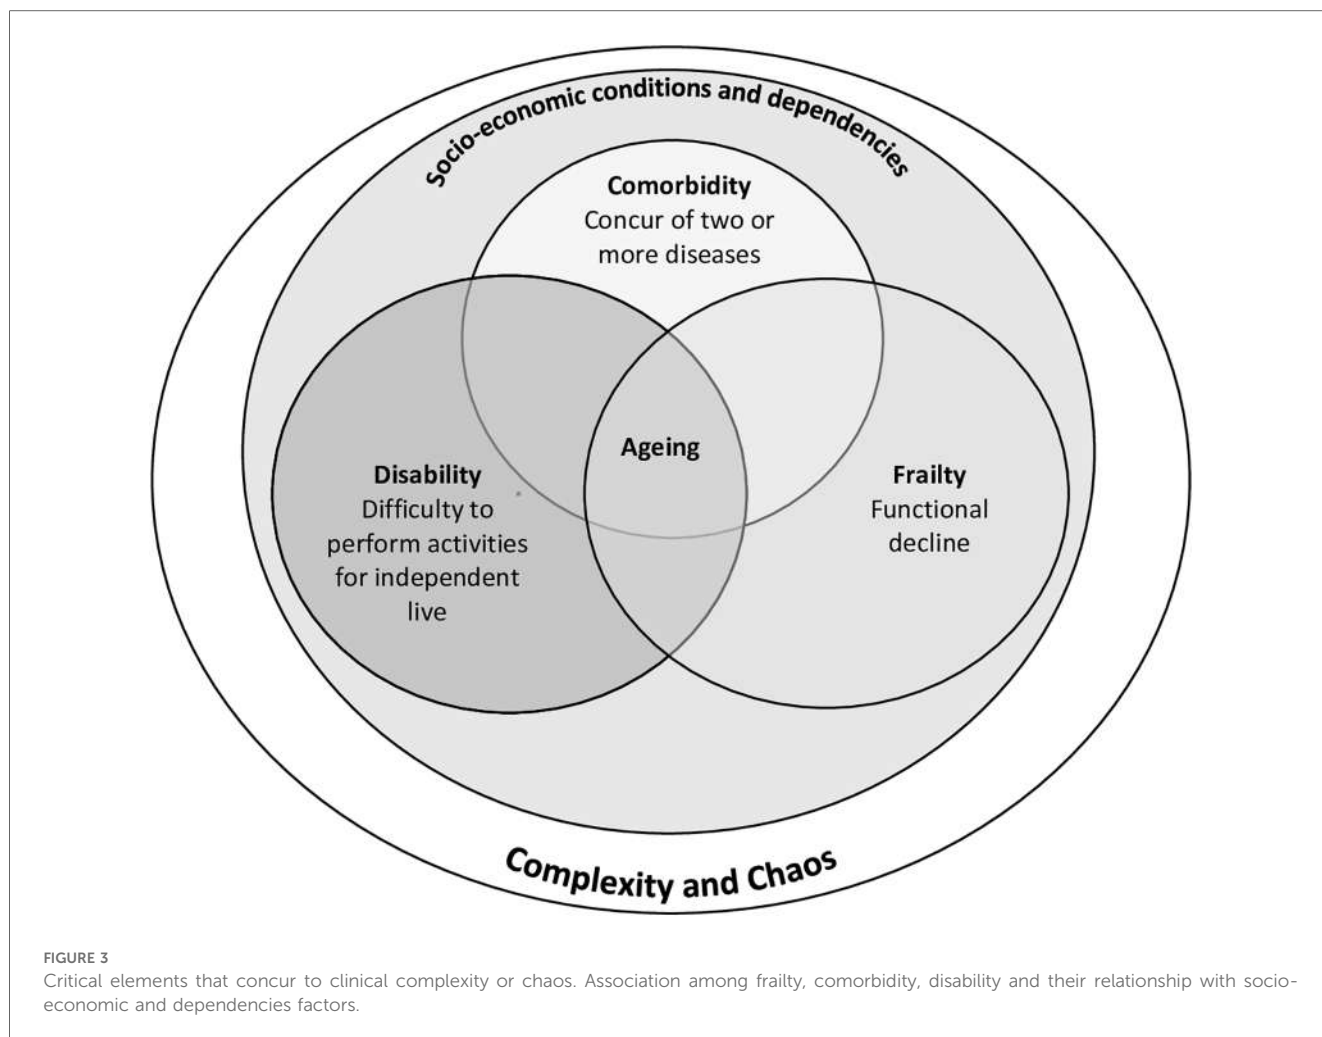 Socio-economic conditions and dependencies
Comorbidity
Concur of two or
more diseases
Ageing
Disability
Difficulty to
perform activities
for independent
live
Frailty
Functional
decline
Complexity and Chaos
FIGURE 3
Critical elements that concur to clinical complexity or chaos. Association among frailty, comorbidity, disability and their relationship with socio-
economic and dependencies factors.